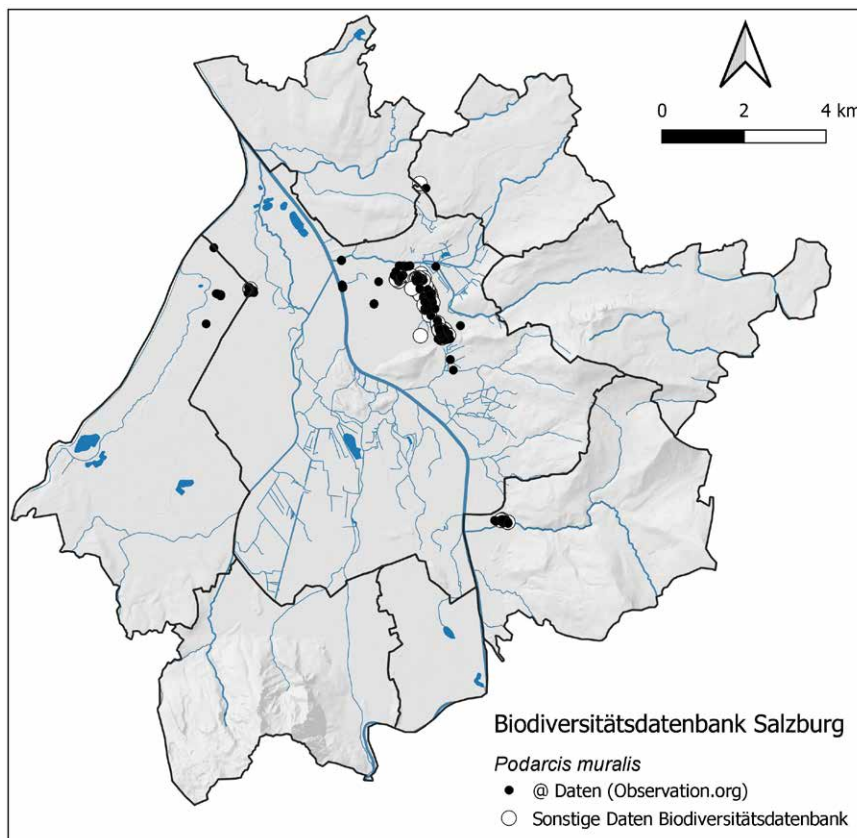 0 2 4 km
Biodiversitätsdatenbank Salzburg
Podarcis muralis
@ Daten (Observation.org)
Sonstige Daten Biodiversitätsdatenbank